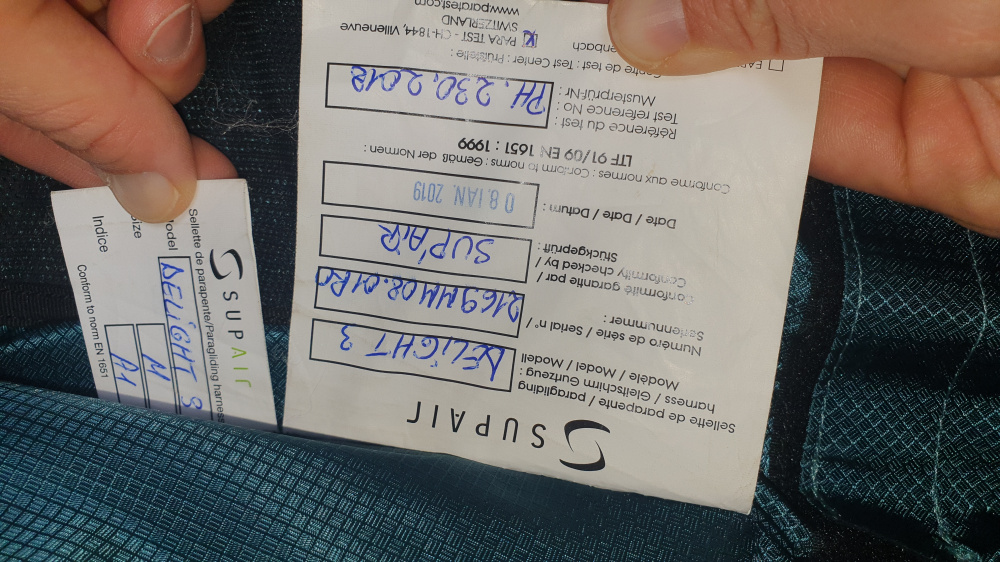 SUPAIR
Sellette de parapente / paragliding
harness / Gleitschirm Gurtzeug :
Modèle / Model / Modell
DELIGHT 3
Numéro de série / Serial n° /
Seriennummer :
Conformité garantie par /
Conformity checked by /
Stückgeprüft :
SUP'AIR
Date / Date / Datum :
0 8. JAN. 2019
Conforme aux normes : Conform to norms : Gemäß der Normen :
LTF 91/09 EN 1651 : 1999
Référence du test :
Test reference No :
Musterprüf-Nr :
PH. 230.2018
Centre de test : Test Center : Prüfstelle :
PARA TEST - CH-1844, Villeneuve
SWITZERLAND
www.paratest.com
SUPAIR
Sellette de parapente/Paragliding harness
Model
DELIGHT 3
Size
M
Indice
A1
Conform to norm EN 1651